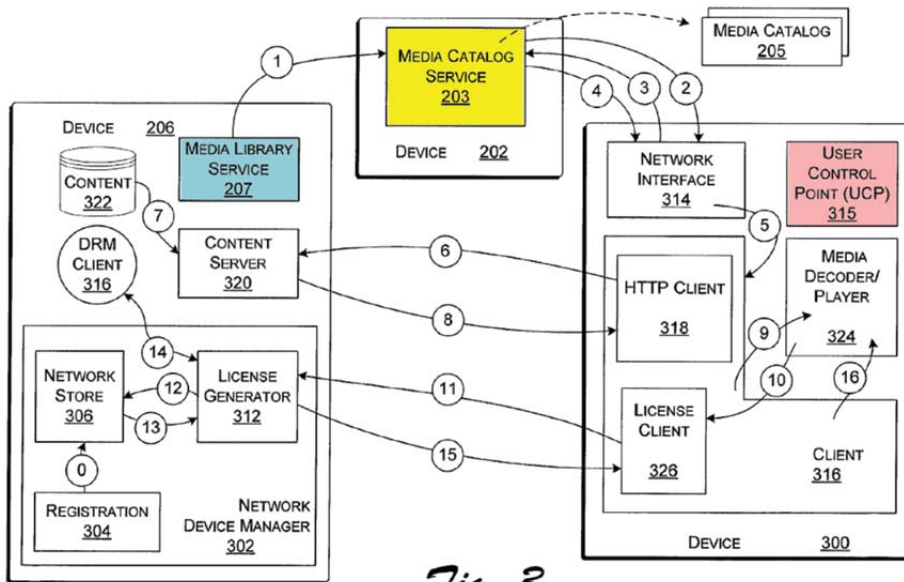 MEDIA CATALOG
205
1
MEDIA CATALOG
SERVICE
203
4
3
2
DEVICE 202
DEVICE 206
MEDIA LIBRARY
SERVICE
207
CONTENT
322
7
DRM
CLIENT
316
CONTENT
SERVER
320
NETWORK
INTERFACE
314
USER
CONTROL
POINT (UCP)
315
5
6
8
HTTP CLIENT
318
MEDIA
DECODER/
PLAYER
324
9
10
16
14
NETWORK
STORE
306
12
13
LICENSE
GENERATOR
312
11
15
LICENSE
CLIENT
326
CLIENT
316
0
REGISTRATION
304
NETWORK
DEVICE MANAGER
302
DEVICE 300